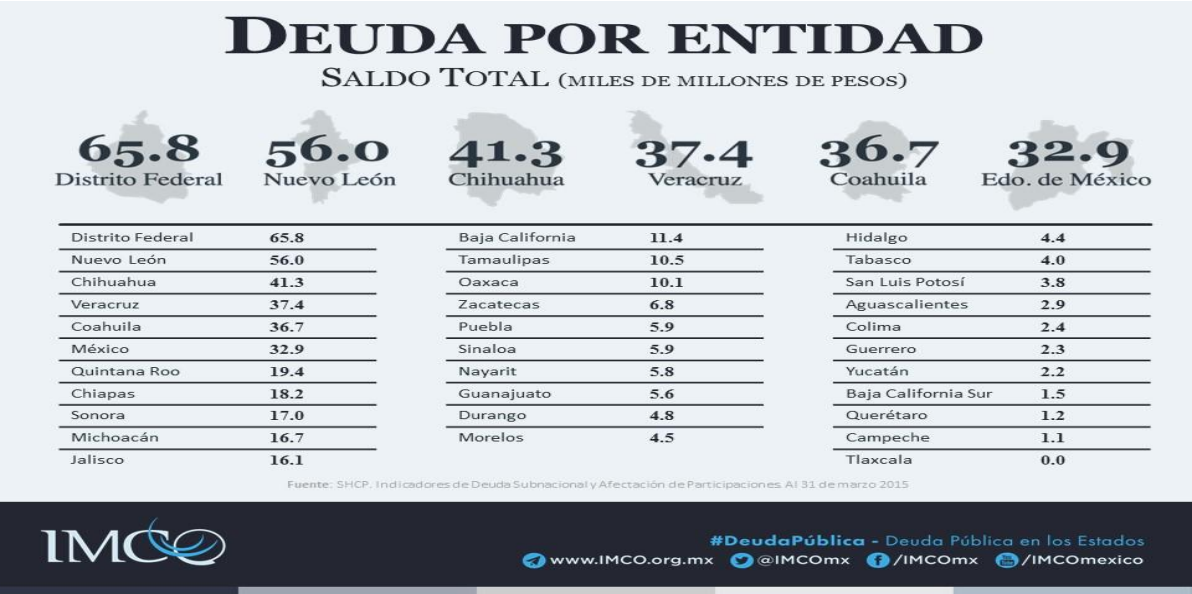 DEUDA POR ENTIDAD
SALDO TOTAL (MILES DE MILLONES DE PESOS)
65.8 56.0 41.3 37.4 36.7 32.9
Distrito Federal Nuevo León Chihuahua Veracruz Coahuila Edo. de México
Distrito Federal 65.8
Nuevo León 56.0
Chihuahua 41.3
Veracruz 37.4
Coahuila 36.7
México 32.9
Quintana Roo 19.4
Chiapas 18.2
Sonora 17.0
Michoacán 16.7
Jalisco 16.1
Baja California 11.4
Tamaulipas 10.5
Oaxaca 10.1
Zacatecas 6.8
Puebla 5.9
Sinaloa 5.9
Nayarit 5.8
Guanajuato 5.6
Durango 4.8
Morelos 4.5
Hidalgo 4.4
Tabasco 4.0
San Luis Potosí 3.8
Aguascalientes 2.9
Colima 2.4
Guerrero 2.3
Yucatán 2.2
Baja California Sur 1.5
Querétaro 1.2
Campeche 1.1
Tlaxcala 0.0
Fuente: SHCP. Indicadores de Deuda Subnacional y Afectación de Participaciones. Al 31 de marzo 2015
IMCO
#DeudaPública - Deuda Pública en los Estados
www.IMCO.org.mx @IMCOmx /IMCOmx /IMCOmexico